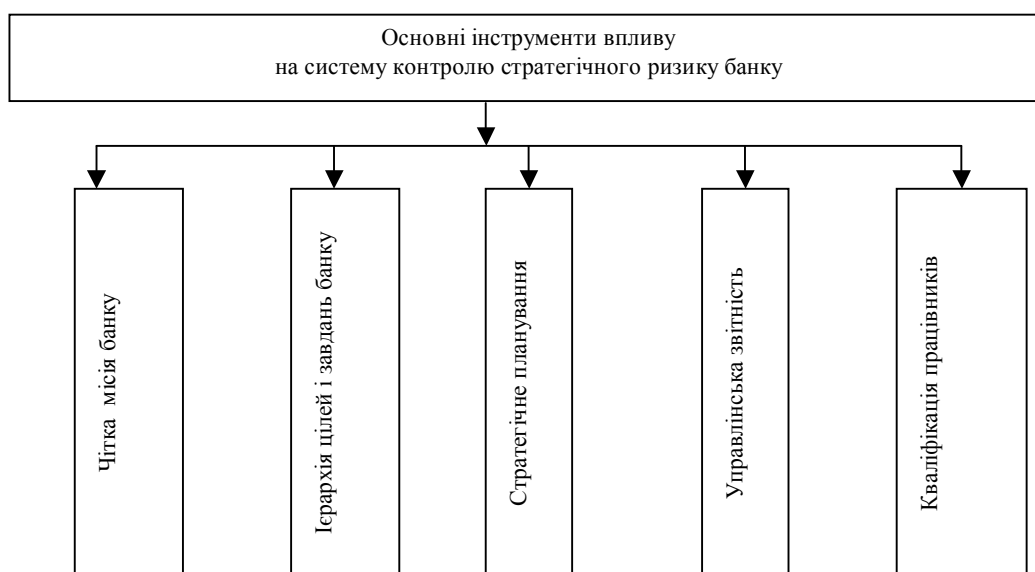 Основні інструменти впливу
на систему контролю стратегічного ризику банку
Чітка місія банку
Ієрархія цілей і завдань банку
Стратегічне планування
Управлінська звітність
Кваліфікація працівників